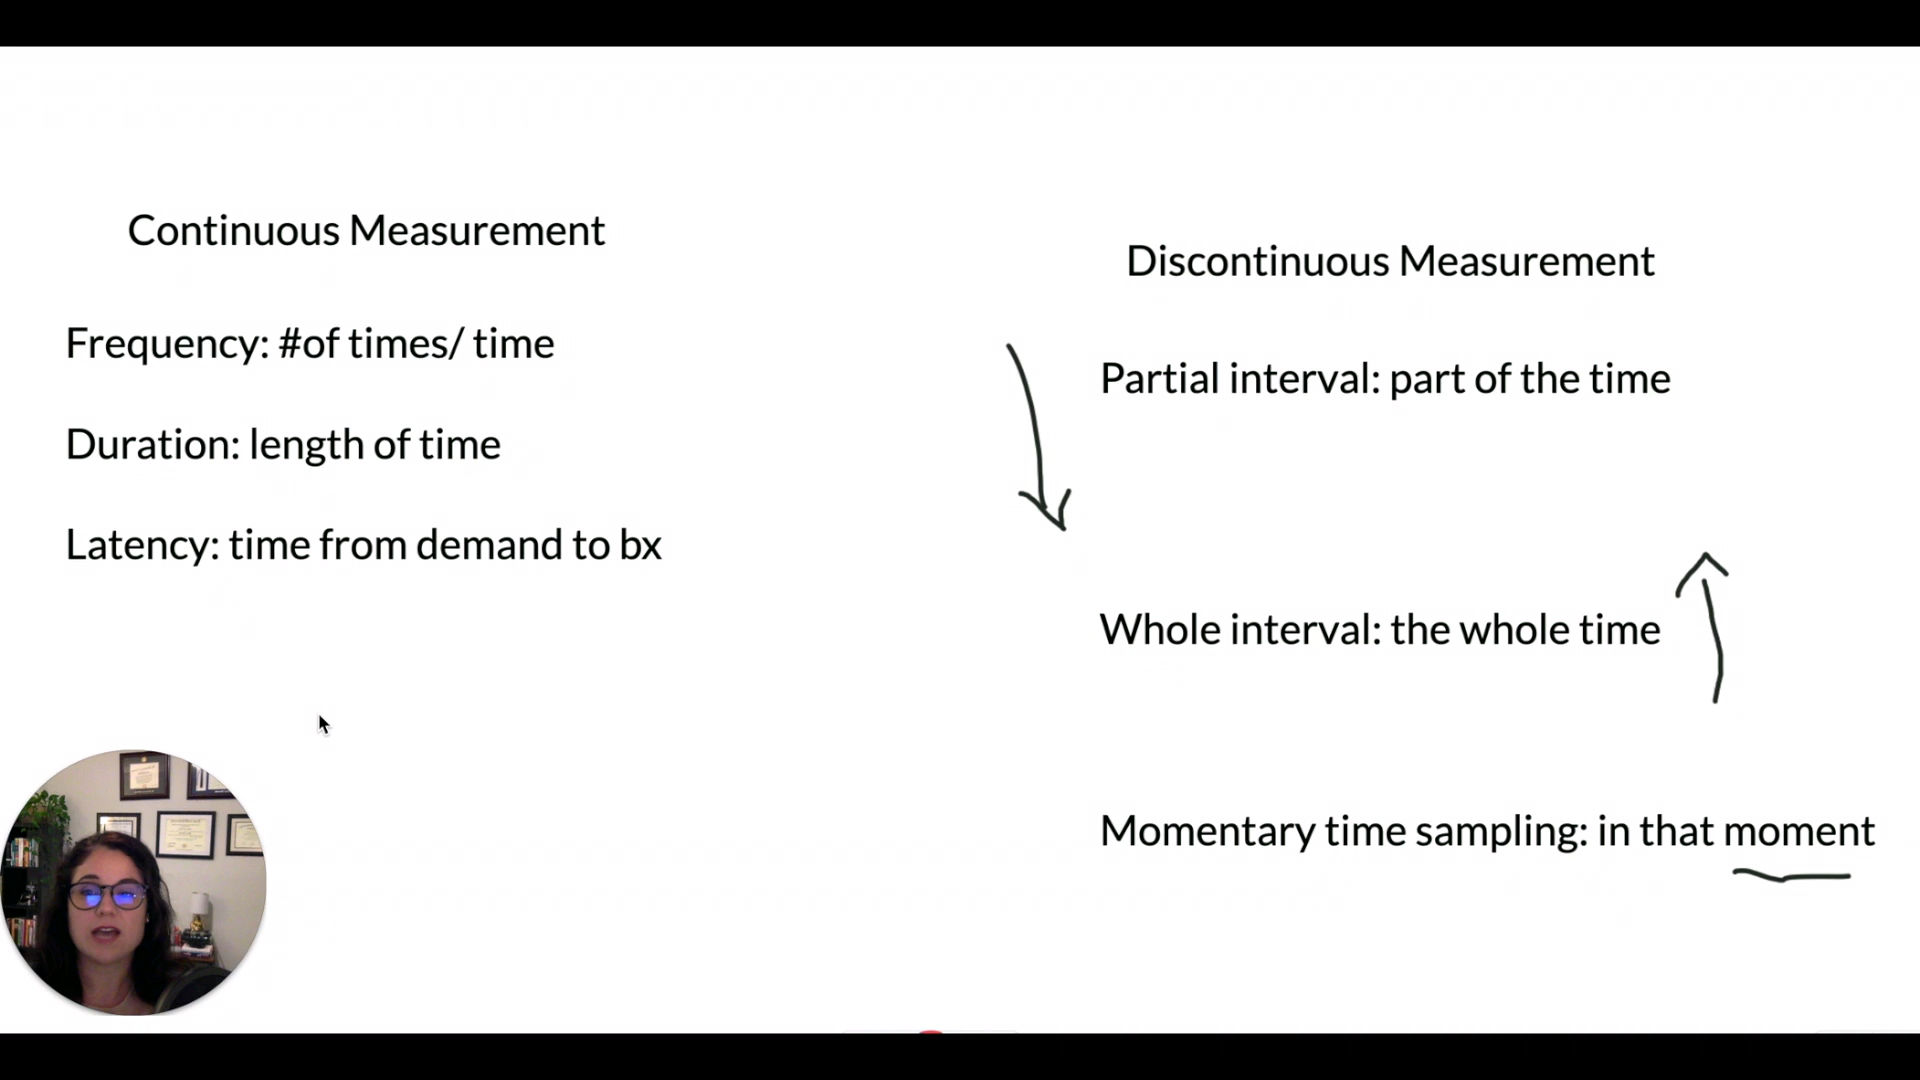 Continuous Measurement
Frequency: #of times/ time
Duration: length of time
Latency: time from demand to bx
Discontinuous Measurement
Partial interval: part of the time
Whole interval: the whole time
Momentary time sampling: in that moment